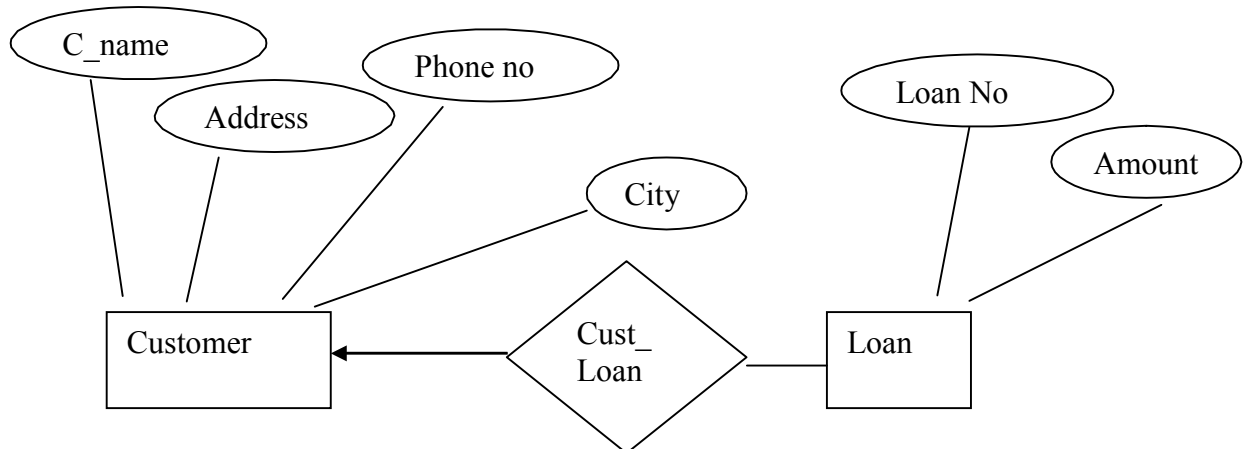 C_name
Address
Phone no
City
Loan No
Amount
Customer
Cust_
Loan
Loan